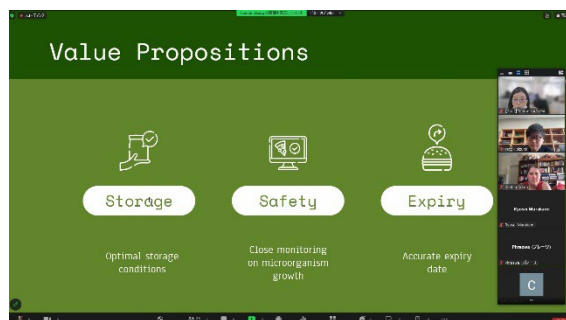 Value Propositions
Storage
Safety
Expiry
Optimal storage
conditions
Close monitoring
on microorganism
growth
Accurate expiry
date
C